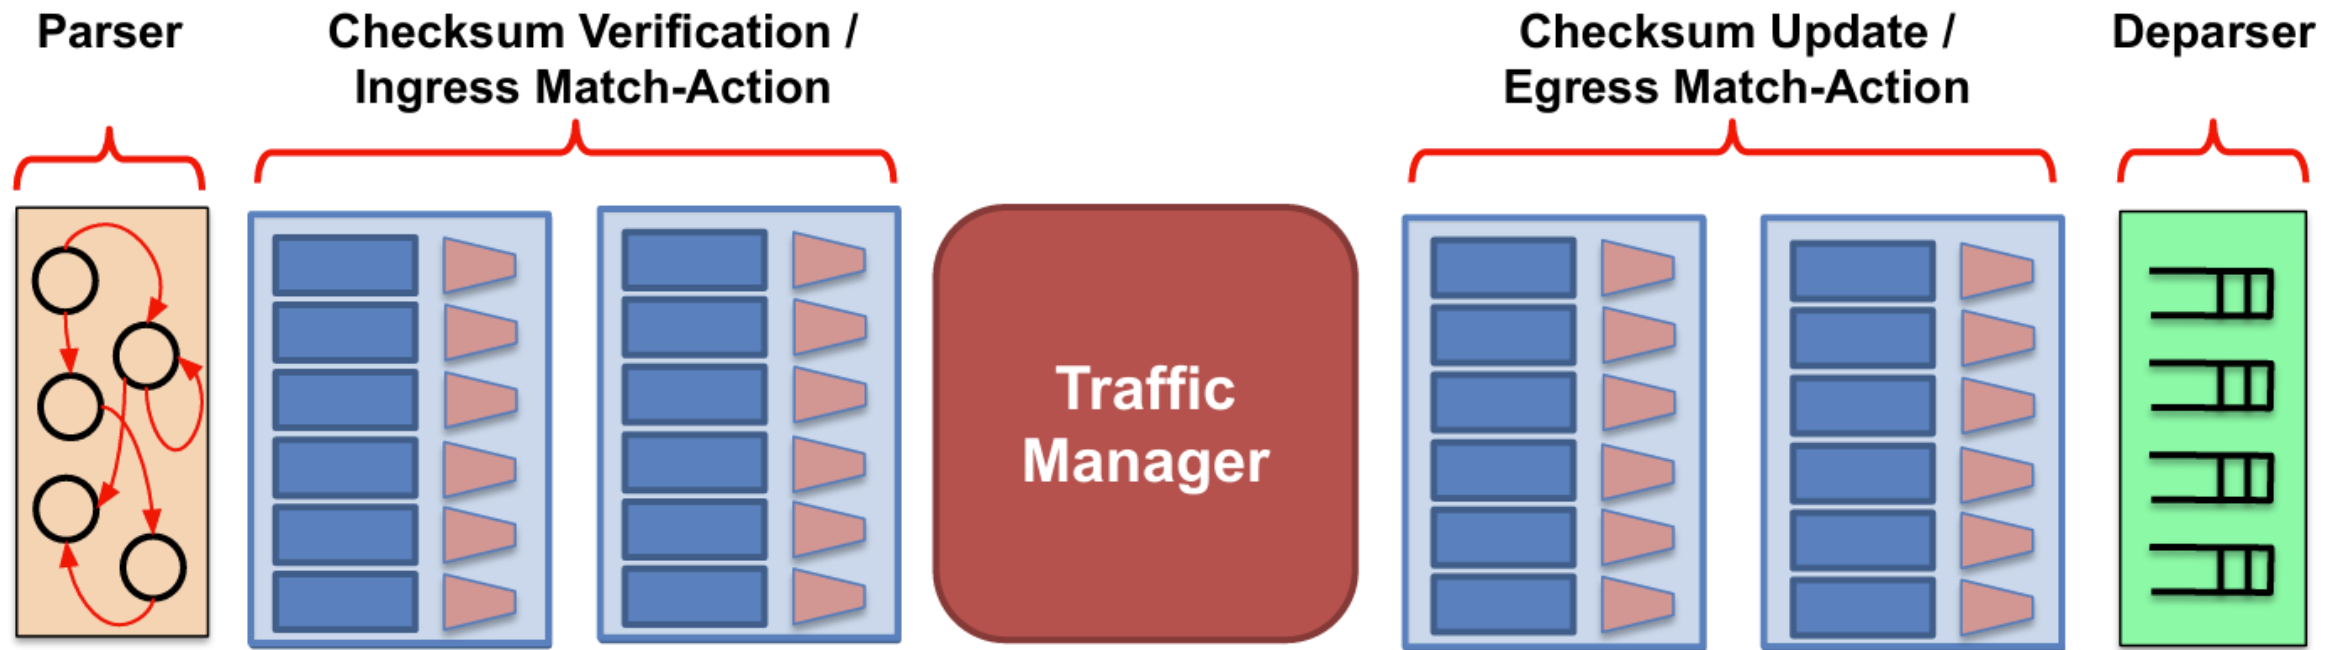 Parser
Checksum Verification /
Ingress Match-Action
Checksum Update /
Egress Match-Action
Deparser
Traffic
Manager